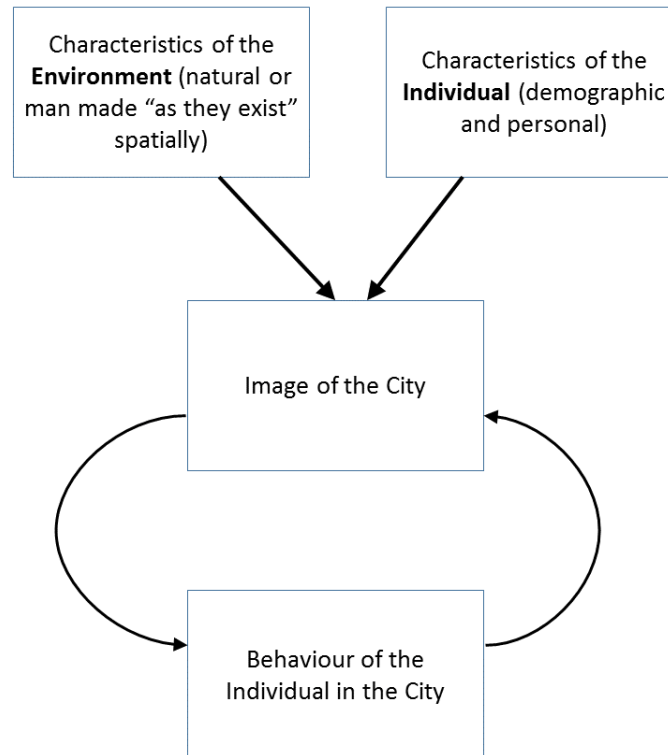 Characteristics of the
Environment (natural or
man made “as they exist”
spatially)
Characteristics of the
Individual (demographic
and personal)
Image of the City
Behaviour of the
Individual in the City